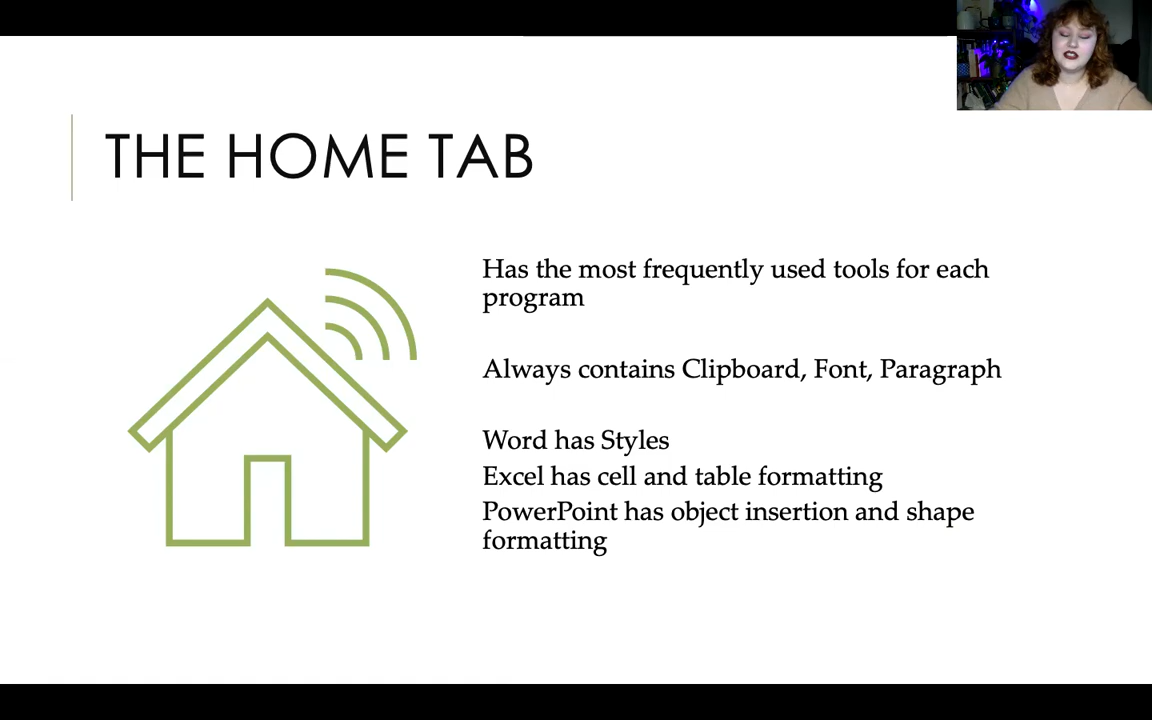 THE HOME TAB
Has the most frequently used tools for each
program
Always contains Clipboard, Font, Paragraph
Word has Styles
Excel has cell and table formatting
PowerPoint has object insertion and shape
formatting